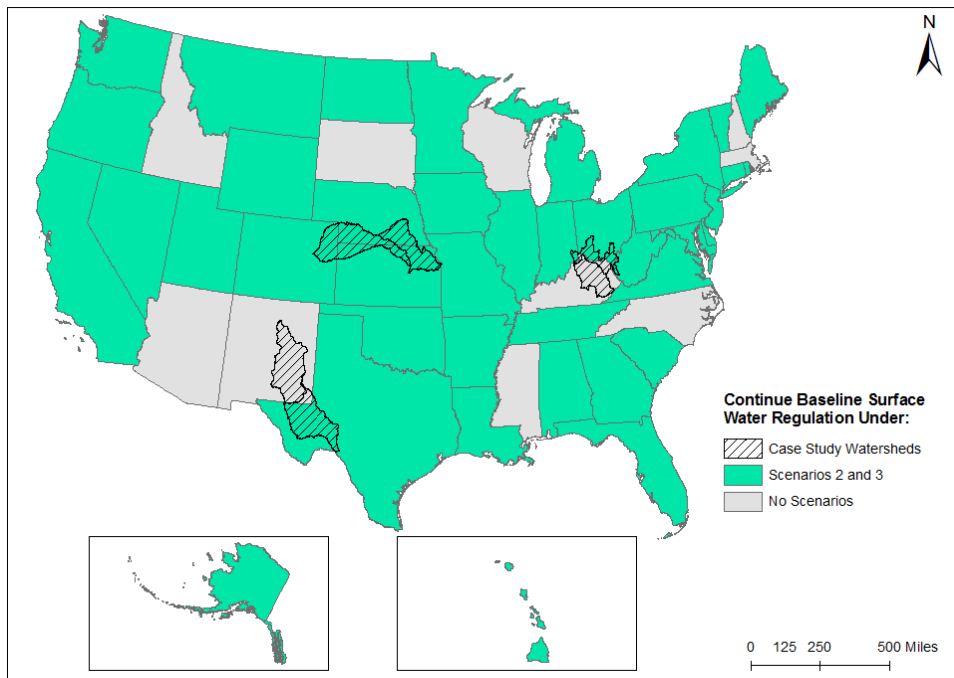 N
Continue Baseline Surface
Water Regulation Under:
Case Study Watersheds
Scenarios 2 and 3
No Scenarios
0 125 250 500 Miles